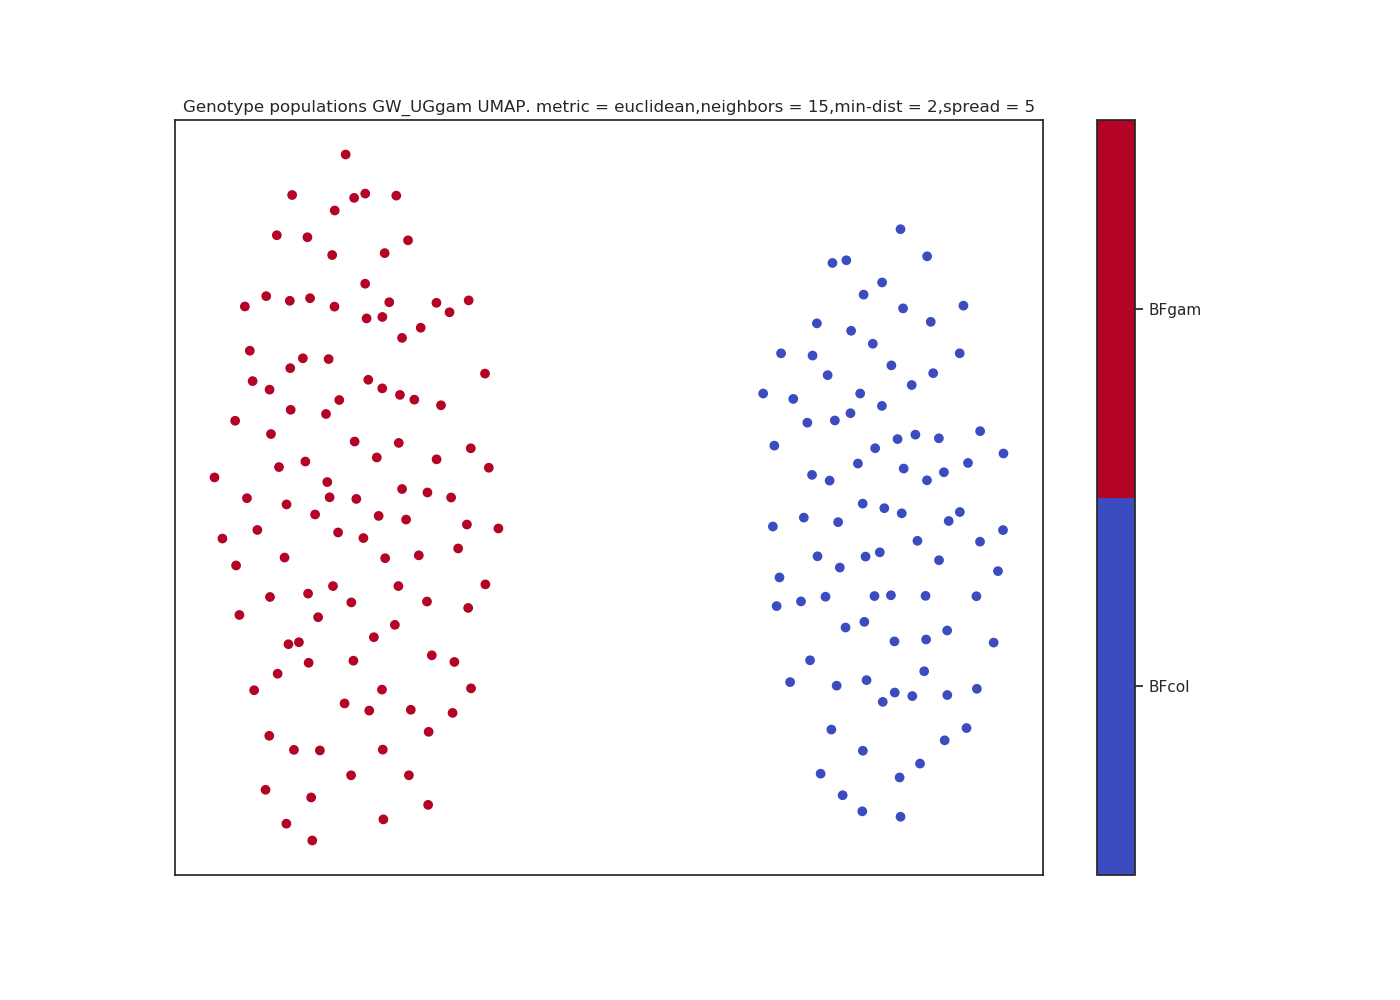 Genotype populations GW_UGgam UMAP. metric = euclidean,neighbors = 15,min-dist = 2,spread = 5
BFgam
BFcol